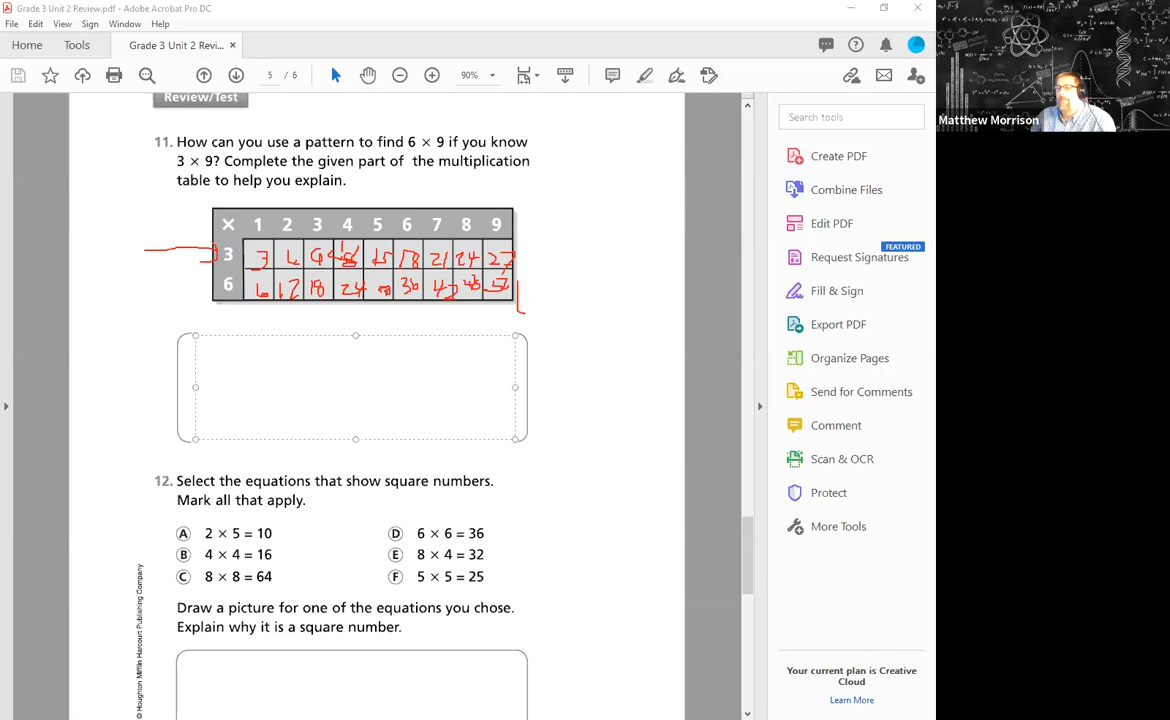 Grade 3 Unit 2 Review.pdf - Adobe Acrobat Pro DC
File Edit View Sign Window Help
Home Tools Grade 3 Unit 2 Revi... ×
5 / 6 90%
Review/Test
11. How can you use a pattern to find 6 × 9 if you know
3 × 9? Complete the given part of the multiplication
table to help you explain.
× 1 2 3 4 5 6 7 8 9
3 3 6 9 15 18 21 24 27
6 6 12 18 24 36 42 48
12. Select the equations that show square numbers.
Mark all that apply.
A 2 × 5 = 10 D 6 × 6 = 36
B 4 × 4 = 16 E 8 × 4 = 32
C 8 × 8 = 64 F 5 × 5 = 25
Draw a picture for one of the equations you chose.
Explain why it is a square number.
© Houghton Mifflin Harcourt Publishing Company
Search tools
Create PDF
Combine Files
Edit PDF
FEATURED
Request Signatures
Fill & Sign
Export PDF
Organize Pages
Send for Comments
Comment
Scan & OCR
Protect
More Tools
Your current plan is Creative
Cloud
Learn More
Matthew Morrison